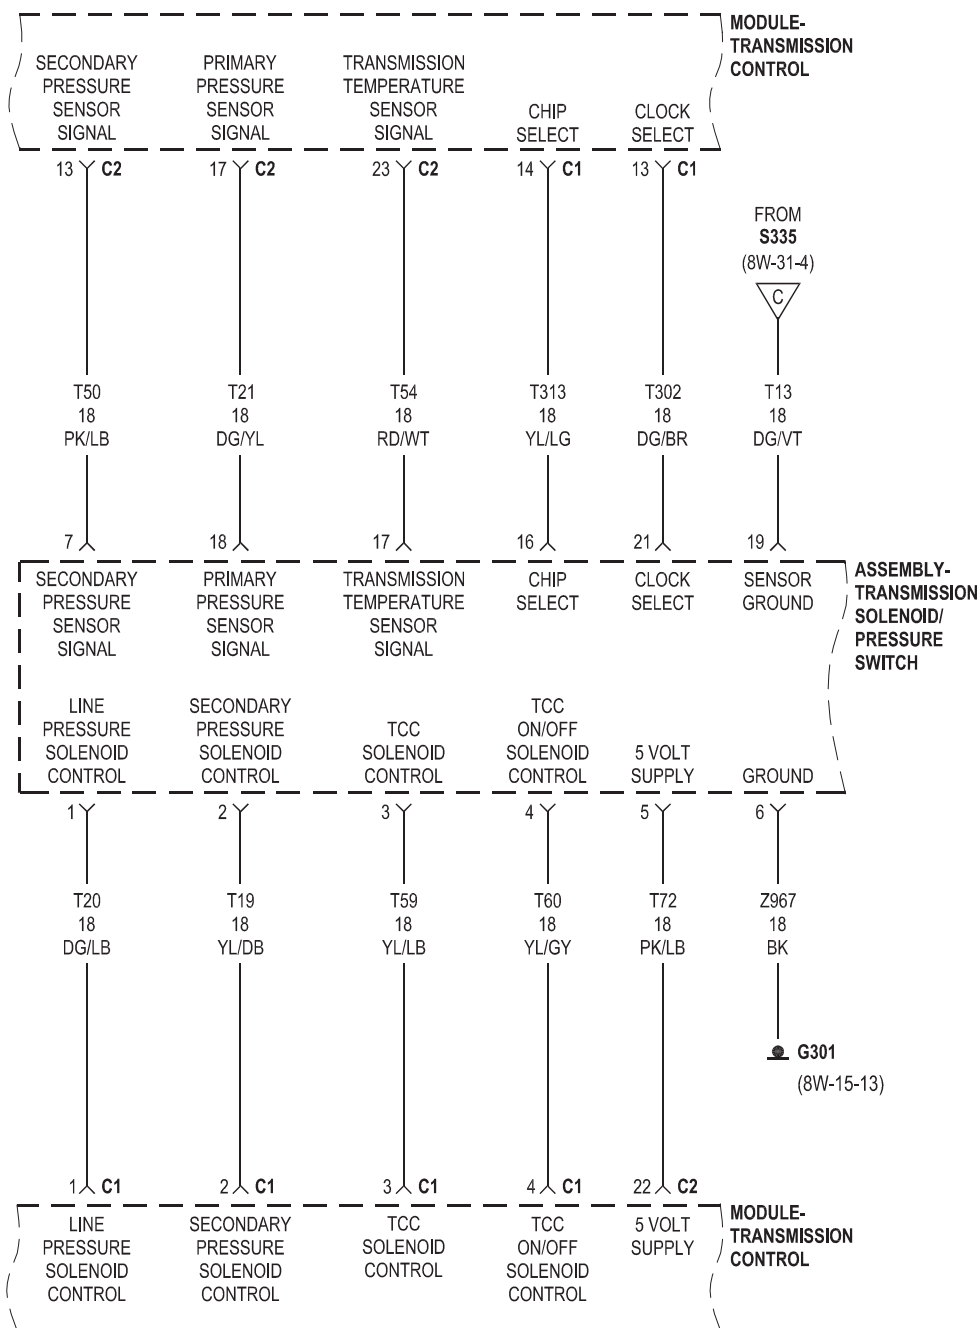 MODULE-
TRANSMISSION
CONTROL
SECONDARY
PRESSURE
SENSOR
SIGNAL
PRIMARY
PRESSURE
SENSOR
SIGNAL
TRANSMISSION
TEMPERATURE
SENSOR
SIGNAL
CHIP
SELECT
CLOCK
SELECT
13 C2
17 C2
23 C2
14 C1
13 C1
FROM
S335
(8W-31-4)
C
T50
18
PK/LB
T21
18
DG/YL
T54
18
RD/WT
T313
18
YL/LG
T302
18
DG/BR
T13
18
DG/VT
7
18
17
16
21
19
SECONDARY
PRESSURE
SENSOR
SIGNAL
PRIMARY
PRESSURE
SENSOR
SIGNAL
TRANSMISSION
TEMPERATURE
SENSOR
SIGNAL
CHIP
SELECT
CLOCK
SELECT
SENSOR
GROUND
ASSEMBLY-
TRANSMISSION
SOLENOID/
PRESSURE
SWITCH
LINE
PRESSURE
SOLENOID
CONTROL
SECONDARY
PRESSURE
SOLENOID
CONTROL
TCC
SOLENOID
CONTROL
TCC
ON/OFF
SOLENOID
CONTROL
5 VOLT
SUPPLY
GROUND
1
2
3
4
5
6
T20
18
DG/LB
T19
18
YL/DB
T59
18
YL/LB
T60
18
YL/GY
T72
18
PK/LB
Z967
18
BK
G301
(8W-15-13)
1 C1
2 C1
3 C1
4 C1
22 C2
LINE
PRESSURE
SOLENOID
CONTROL
SECONDARY
PRESSURE
SOLENOID
CONTROL
TCC
SOLENOID
CONTROL
TCC
ON/OFF
SOLENOID
CONTROL
5 VOLT
SUPPLY
MODULE-
TRANSMISSION
CONTROL